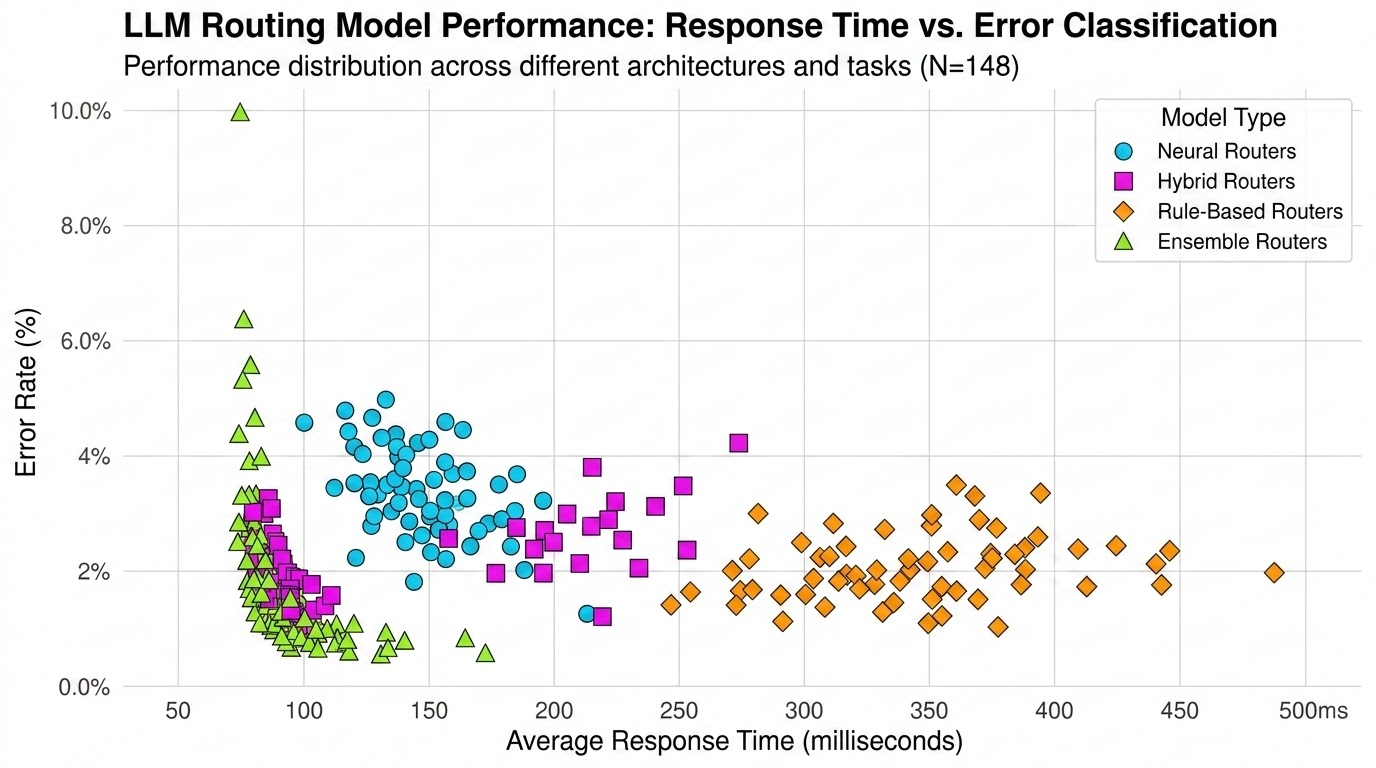 LLM Routing Model Performance: Response Time vs. Error Classification
Performance distribution across different architectures and tasks (N=148)
Model Type
Neural Routers
Hybrid Routers
Rule-Based Routers
Ensemble Routers
Error Rate (%)
10.0%
8.0%
6.0%
4%
2%
0.0%
50 100 150 200 250 300 350 400 450 500ms
Average Response Time (milliseconds)